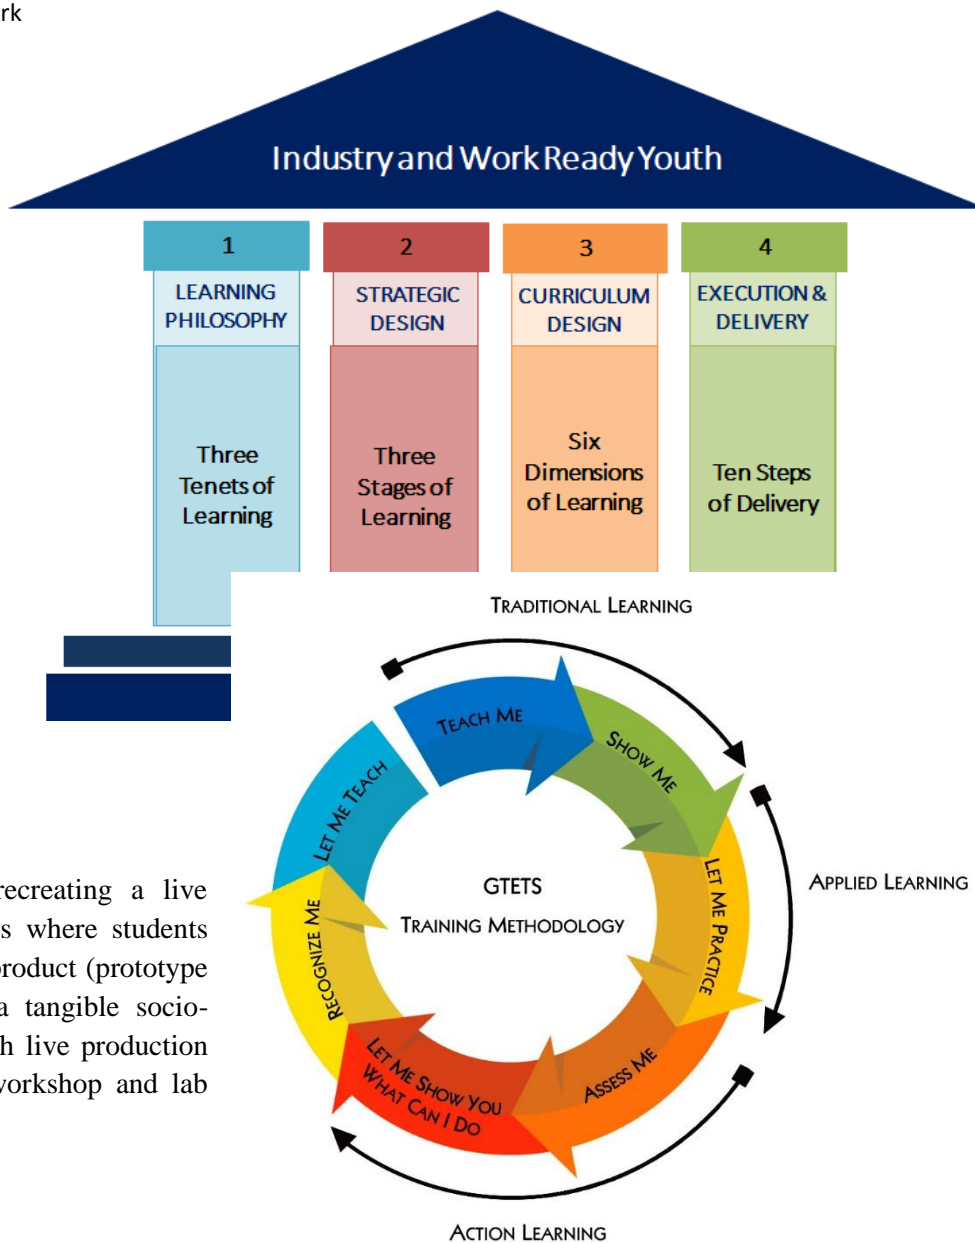 rk
Industry and Work Ready Youth
1
LEARNING
PHILOSOPHY
Three
Tenets of
Learning
2
STRATEGIC
DESIGN
Three
Stages of
Learning
3
CURRICULUM
DESIGN
Six
Dimensions
of Learning
4
EXECUTION &
DELIVERY
Ten Steps
of Delivery
TRADITIONAL LEARNING
TEACH ME
SHOW ME
LET ME PRACTICE
ASSESS ME
LET ME SHOW YOU
WHAT CAN I DO
RECOGNIZE ME
LET ME TEACH
GTETS
TRAINING METHODOLOGY
APPLIED LEARNING
ACTION LEARNING
recreating a live
s where students
product (prototype
a tangible socio-
h live production
workshop and lab